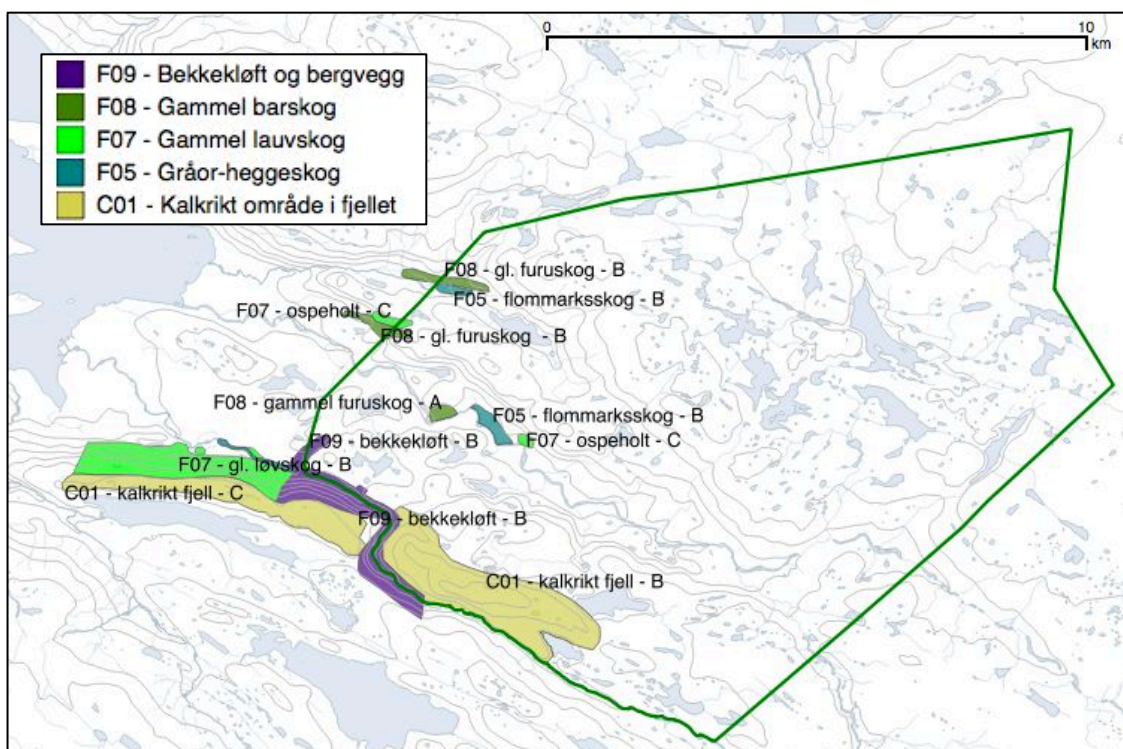 0
10
km
F09 - Bekkekløft og bergvegg
F08 - Gammel barskog
F07 - Gammel lauvskog
F05 - Gråor-heggeskog
C01 - Kalkrikt område i fjellet
F08 - gl. furuskog - B
F05 - flommarksskog - B
F07 - ospeholt - C
F08 - gl. furuskog - B
F08 - gammel furuskog - A
F05 - flommarksskog - B
F09 - bekkekløft - B
F07 - ospeholt - C
F07 - gl. løvskog - B
C01 - kalkrikt fjell - C
F09 - bekkekløft - B
C01 - kalkrikt fjell - B